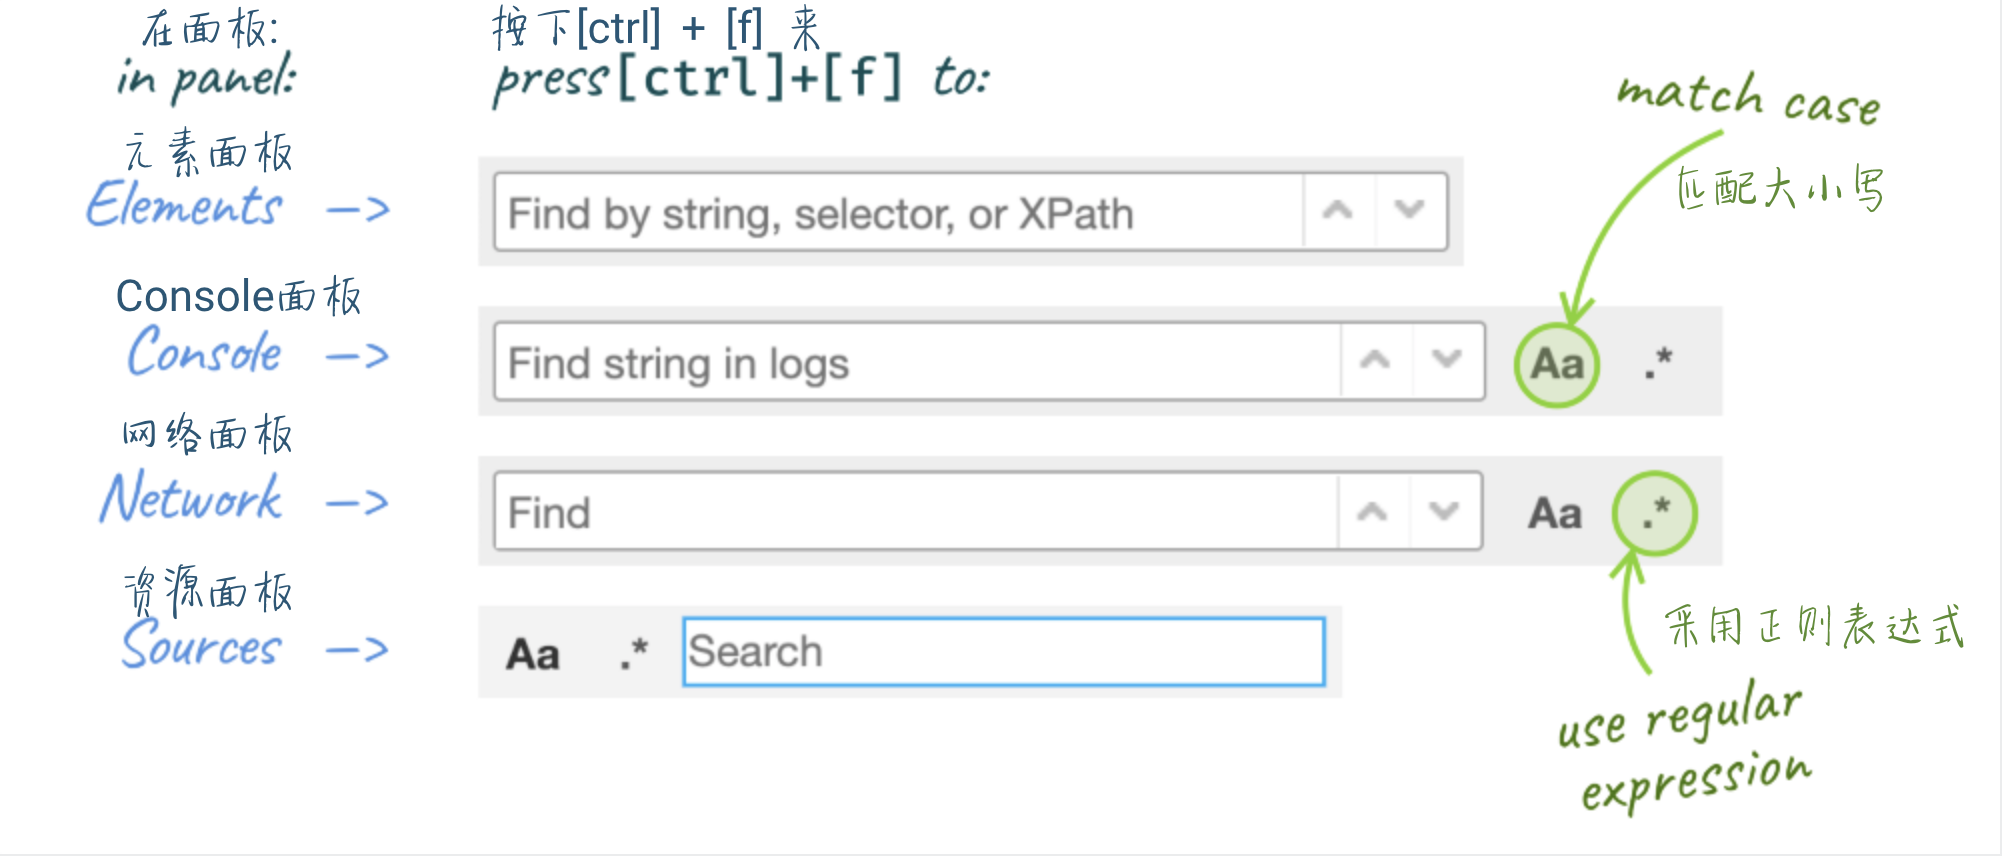 在面板:
按下[ctrl] + [f] 来
in panel:
press[ctrl]+[f] to:
match case
匹配大小写
元素面板
Elements —>
Find by string, selector, or XPath
Console面板
Console —>
Find string in logs
Aa .*
网络面板
Network —>
Find
Aa .*
资源面板
Sources —>
Aa .* Search
采用正则表达式
use regular
expression